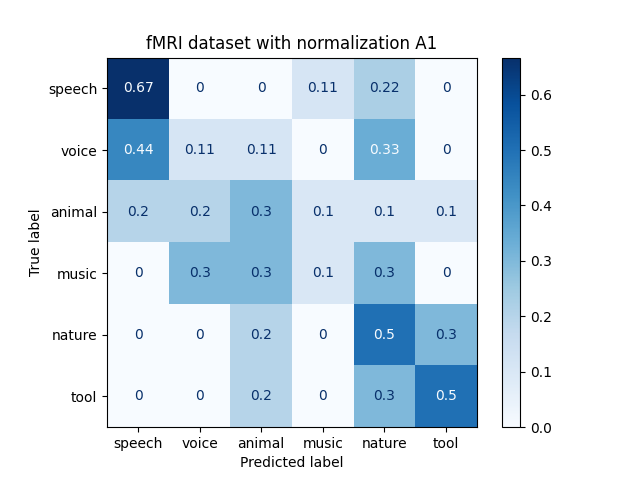 fMRI dataset with normalization A1
speech 0.67 0 0 0.11 0.22 0
voice 0.44 0.11 0.11 0 0.33 0
animal 0.2 0.2 0.3 0.1 0.1 0.1
music 0 0.3 0.3 0.1 0.3 0
nature 0 0 0.2 0 0.5 0.3
tool 0 0 0.2 0 0.3 0.5
speech voice animal music nature tool
Predicted label
True label
0.6
0.5
0.4
0.3
0.2
0.1
0.0